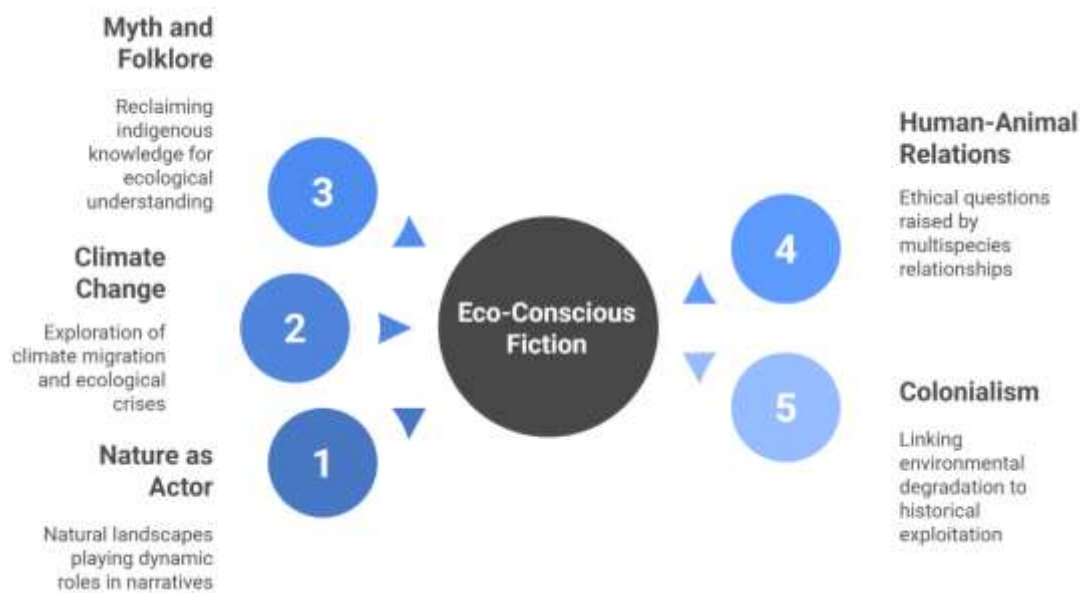 Myth and
Folklore
Reclaiming
indigenous
knowledge for
ecological
understanding
3
Climate
Change
Exploration of
climate migration
and ecological
crises
2
Nature as
Actor
Natural landscapes
playing dynamic
roles in narratives
1
Eco-Conscious
Fiction
Human-Animal
Relations
Ethical questions
raised by
multispecies
relationships
4
Colonialism
Linking
environmental
degradation to
historical
exploitation
5